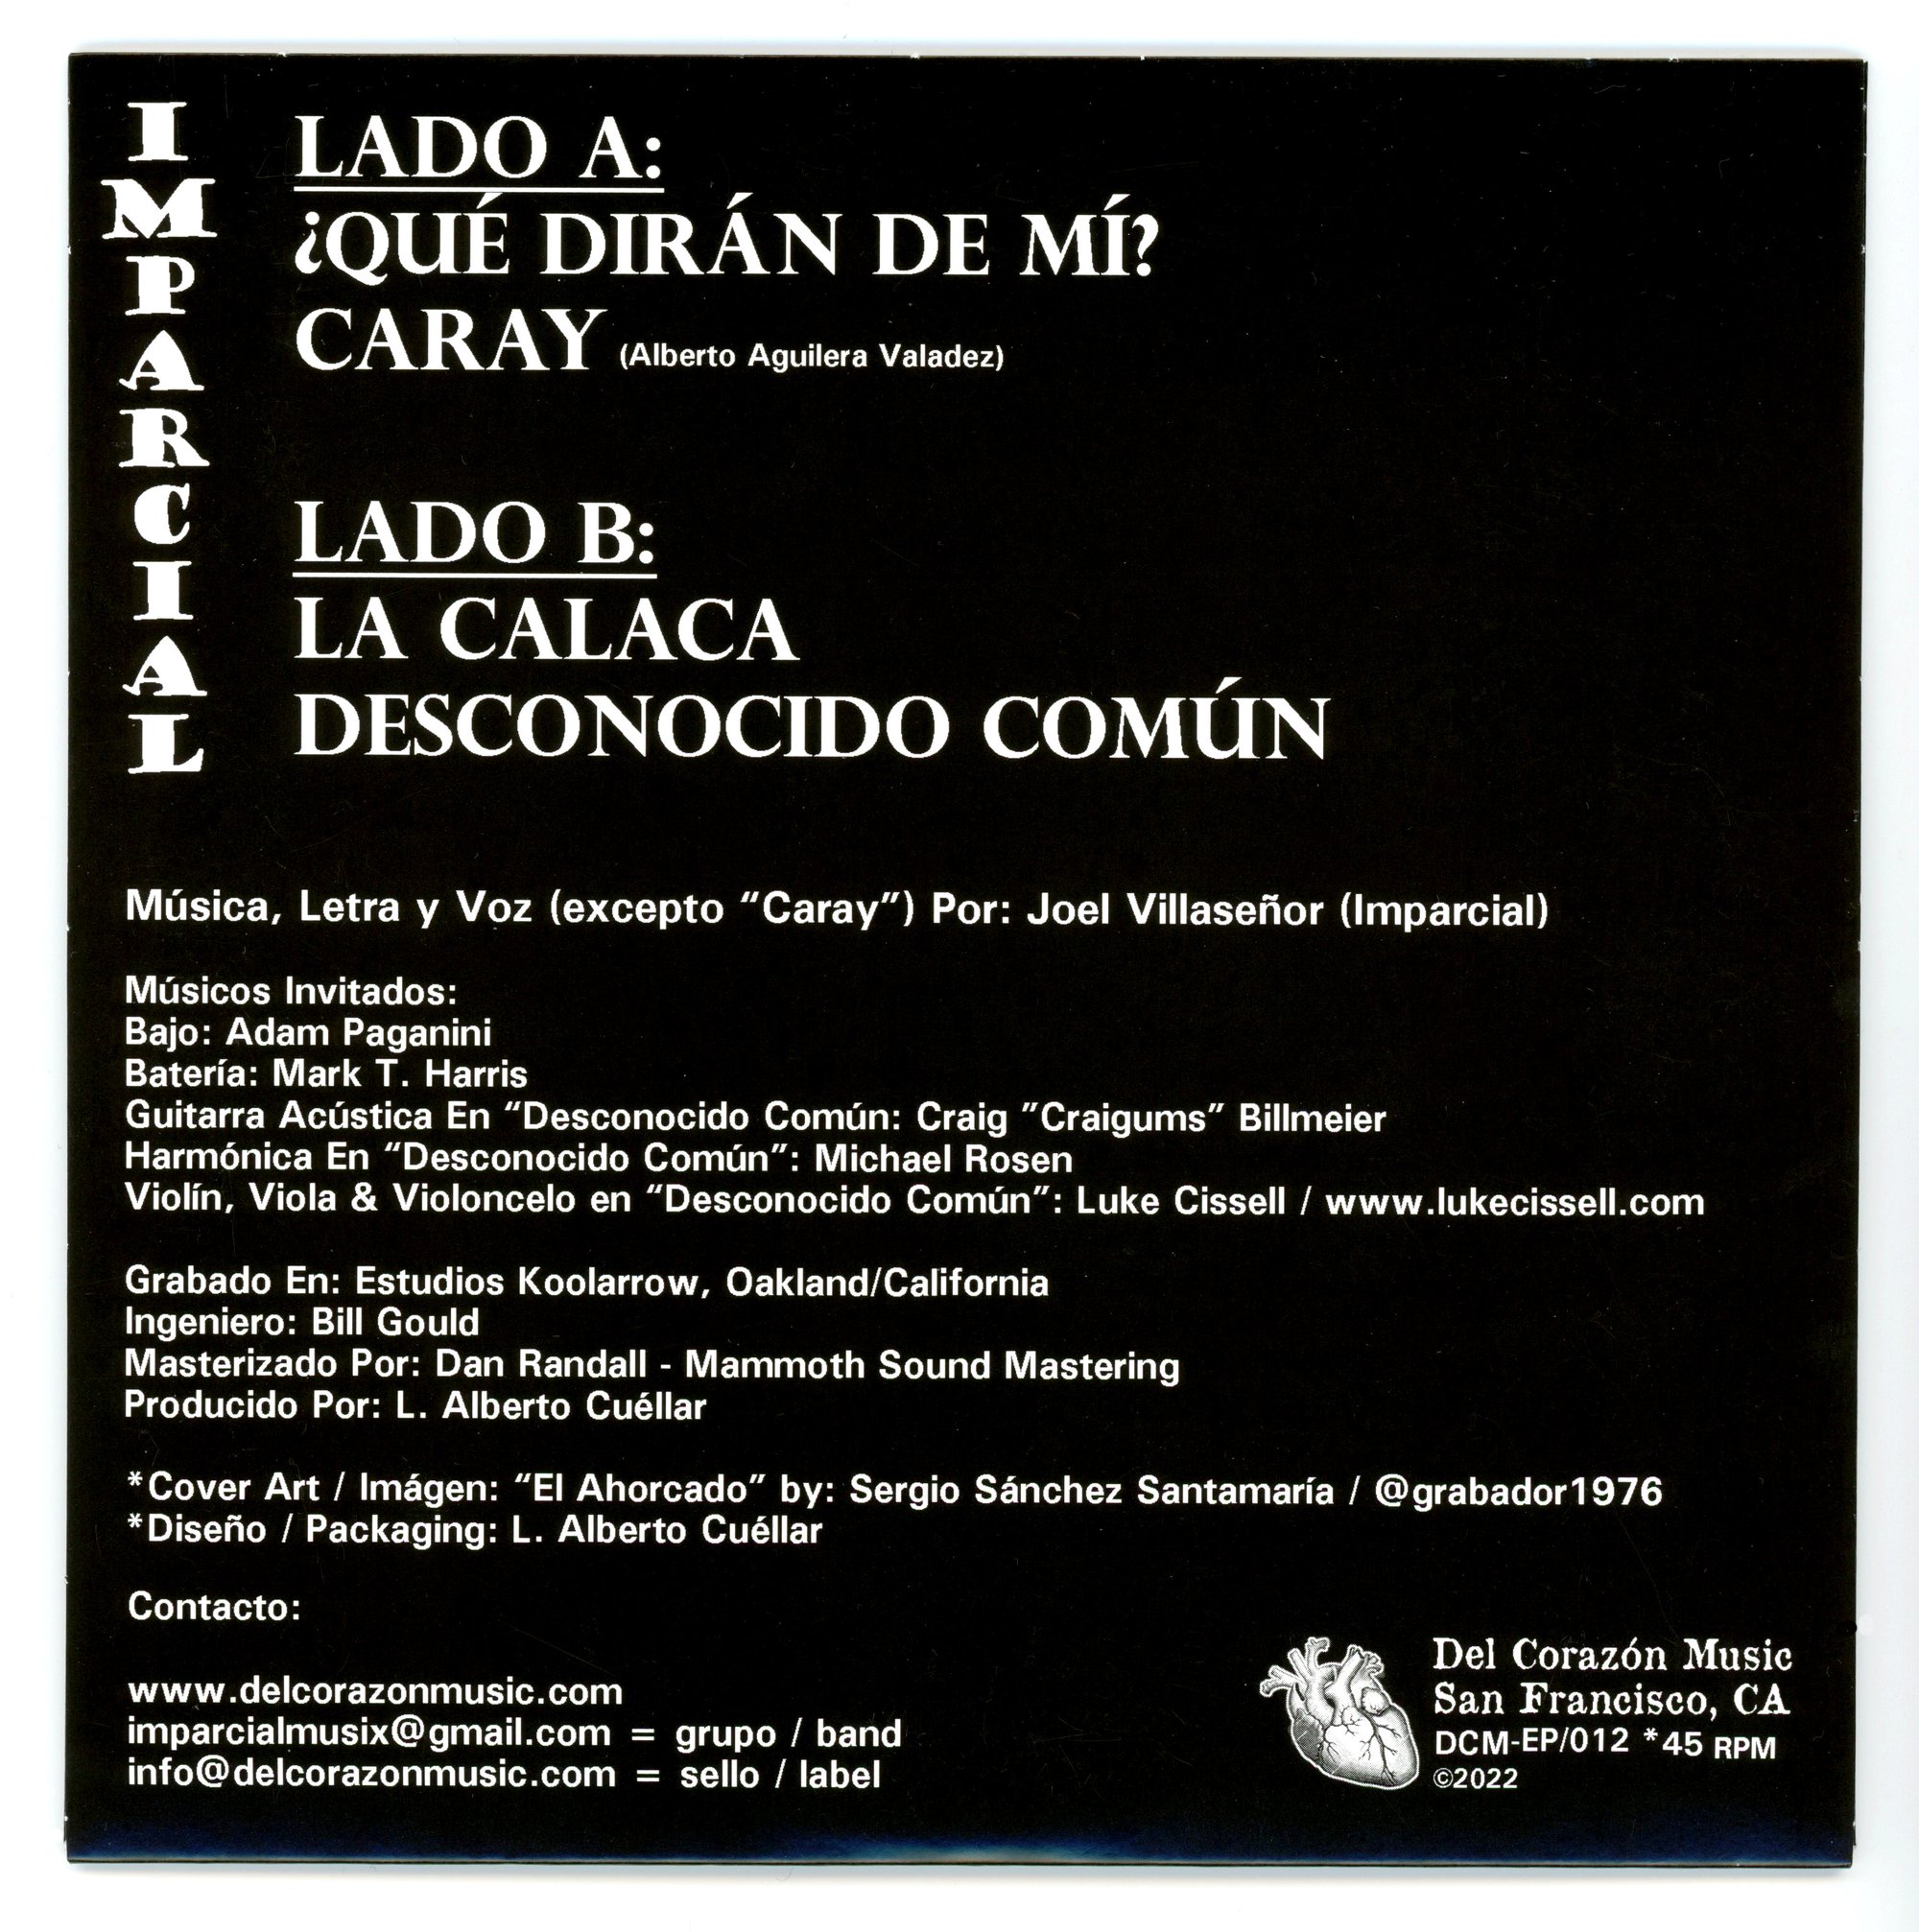 IMPARCIAL
LADO A:
¿QUÉ DIRÁN DE MÍ?
CARAY (Alberto Aguilera Valadez)
LADO B:
LA CALACA
DESCONOCIDO COMÚN
Música, Letra y Voz (excepto “Caray”) Por: Joel Villaseñor (Imparcial)
Músicos Invitados:
Bajo: Adam Paganini
Batería: Mark T. Harris
Guitarra Acústica En “Desconocido Común: Craig ”Craigums” Billmeier
Harmónica En “Desconocido Común”: Michael Rosen
Violín, Viola & Violoncelo en “Desconocido Común”: Luke Cissell / www.lukecissell.com
Grabado En: Estudios Koolarrow, Oakland/California
Ingeniero: Bill Gould
Masterizado Por: Dan Randall - Mammoth Sound Mastering
Producido Por: L. Alberto Cuéllar
*Cover Art / Imágen: “El Ahorcado” by: Sergio Sánchez Santamaría / @grabador1976
*Diseño / Packaging: L. Alberto Cuéllar
Contacto:
www.delcorazonmusic.com
imparcialmusix@gmail.com = grupo / band
info@delcorazonmusic.com = sello / label
Del Corazón Music
San Francisco, CA
DCM-EP/012 *45 RPM
©2022